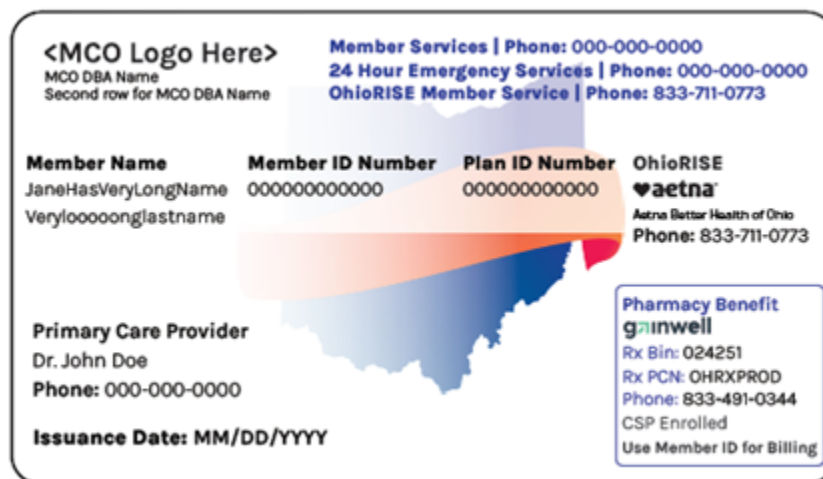 <MCO Logo Here>
MCO DBA Name
Second row for MCO DBA Name
Member Services | Phone: 000-000-0000
24 Hour Emergency Services | Phone: 000-000-0000
OhioRISE Member Service | Phone: 833-711-0773
Member Name
JaneHasVeryLongName
Verylooooonglastname
Member ID Number
000000000000
Plan ID Number
000000000000
OhioRISE
aetna
Aetna Better Health of Ohio
Phone: 833-711-0773
Primary Care Provider
Dr. John Doe
Phone: 000-000-0000
Issuance Date: MM/DD/YYYY
Pharmacy Benefit
gainwell
Rx Bin: 024251
Rx PCN: OHRXPROD
Phone: 833-491-0344
CSP Enrolled
Use Member ID for Billing